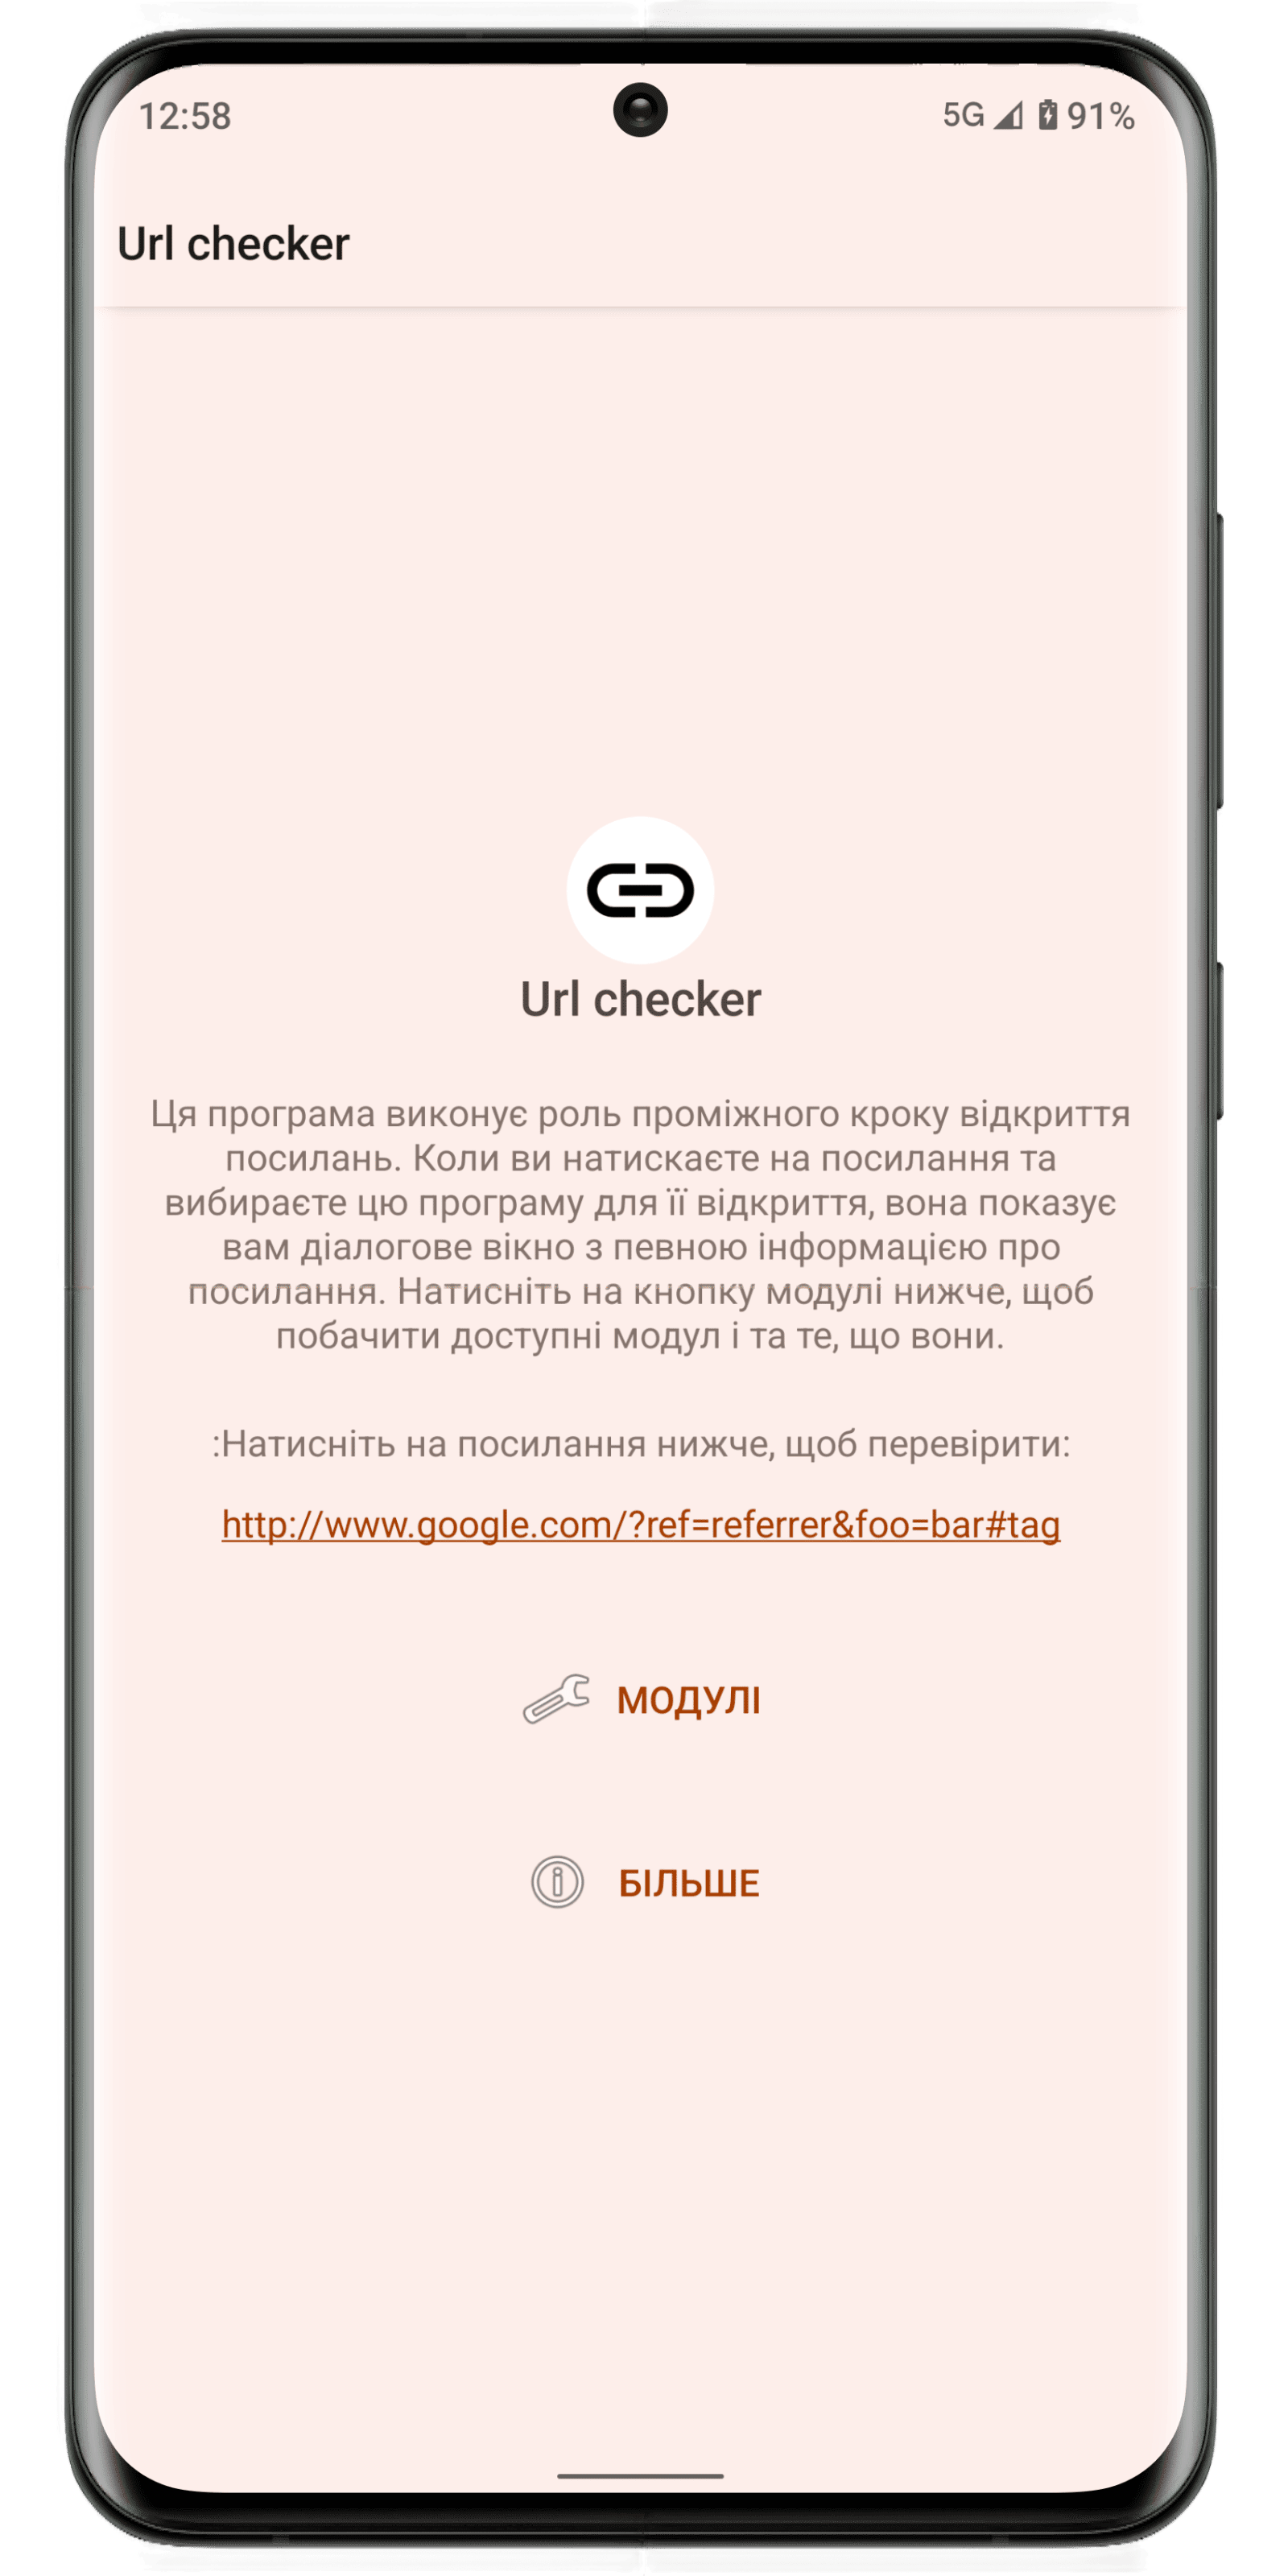 12:58
5G 91%
Url checker
Url checker
Ця програма виконує роль проміжного кроку відкриття
посилань. Коли ви натискаєте на посилання та
вибираєте цю програму для її відкриття, вона показує
вам діалогове вікно з певною інформацією про
посилання. Натисніть на кнопку модулі нижче, щоб
побачити доступні модул і та те, що вони.
:Натисніть на посилання нижче, щоб перевірити:
http://www.google.com/?ref=referrer&foo=bar#tag
МОДУЛІ
БІЛЬШЕ